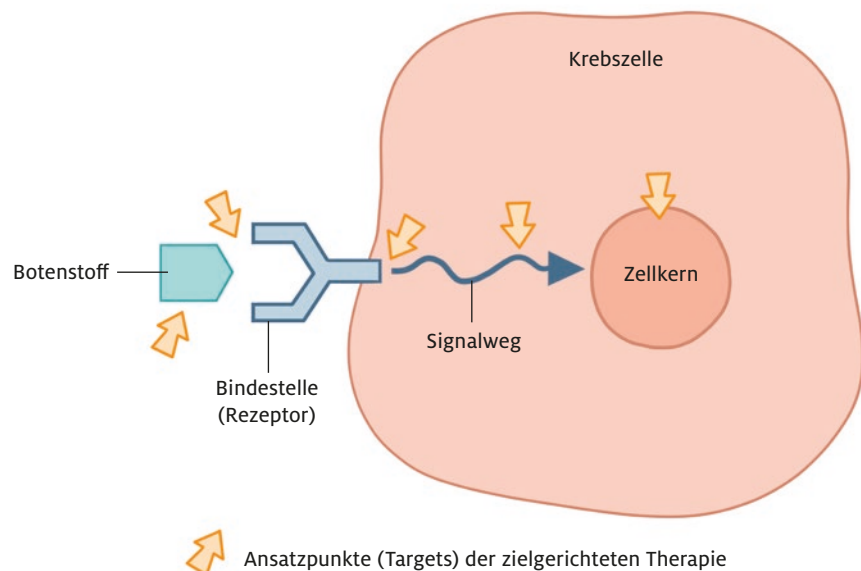 Krebszelle
Botenstoff
Zellkern
Signalweg
Bindestelle
(Rezeptor)
Ansatzpunkte (Targets) der zielgerichteten Therapie